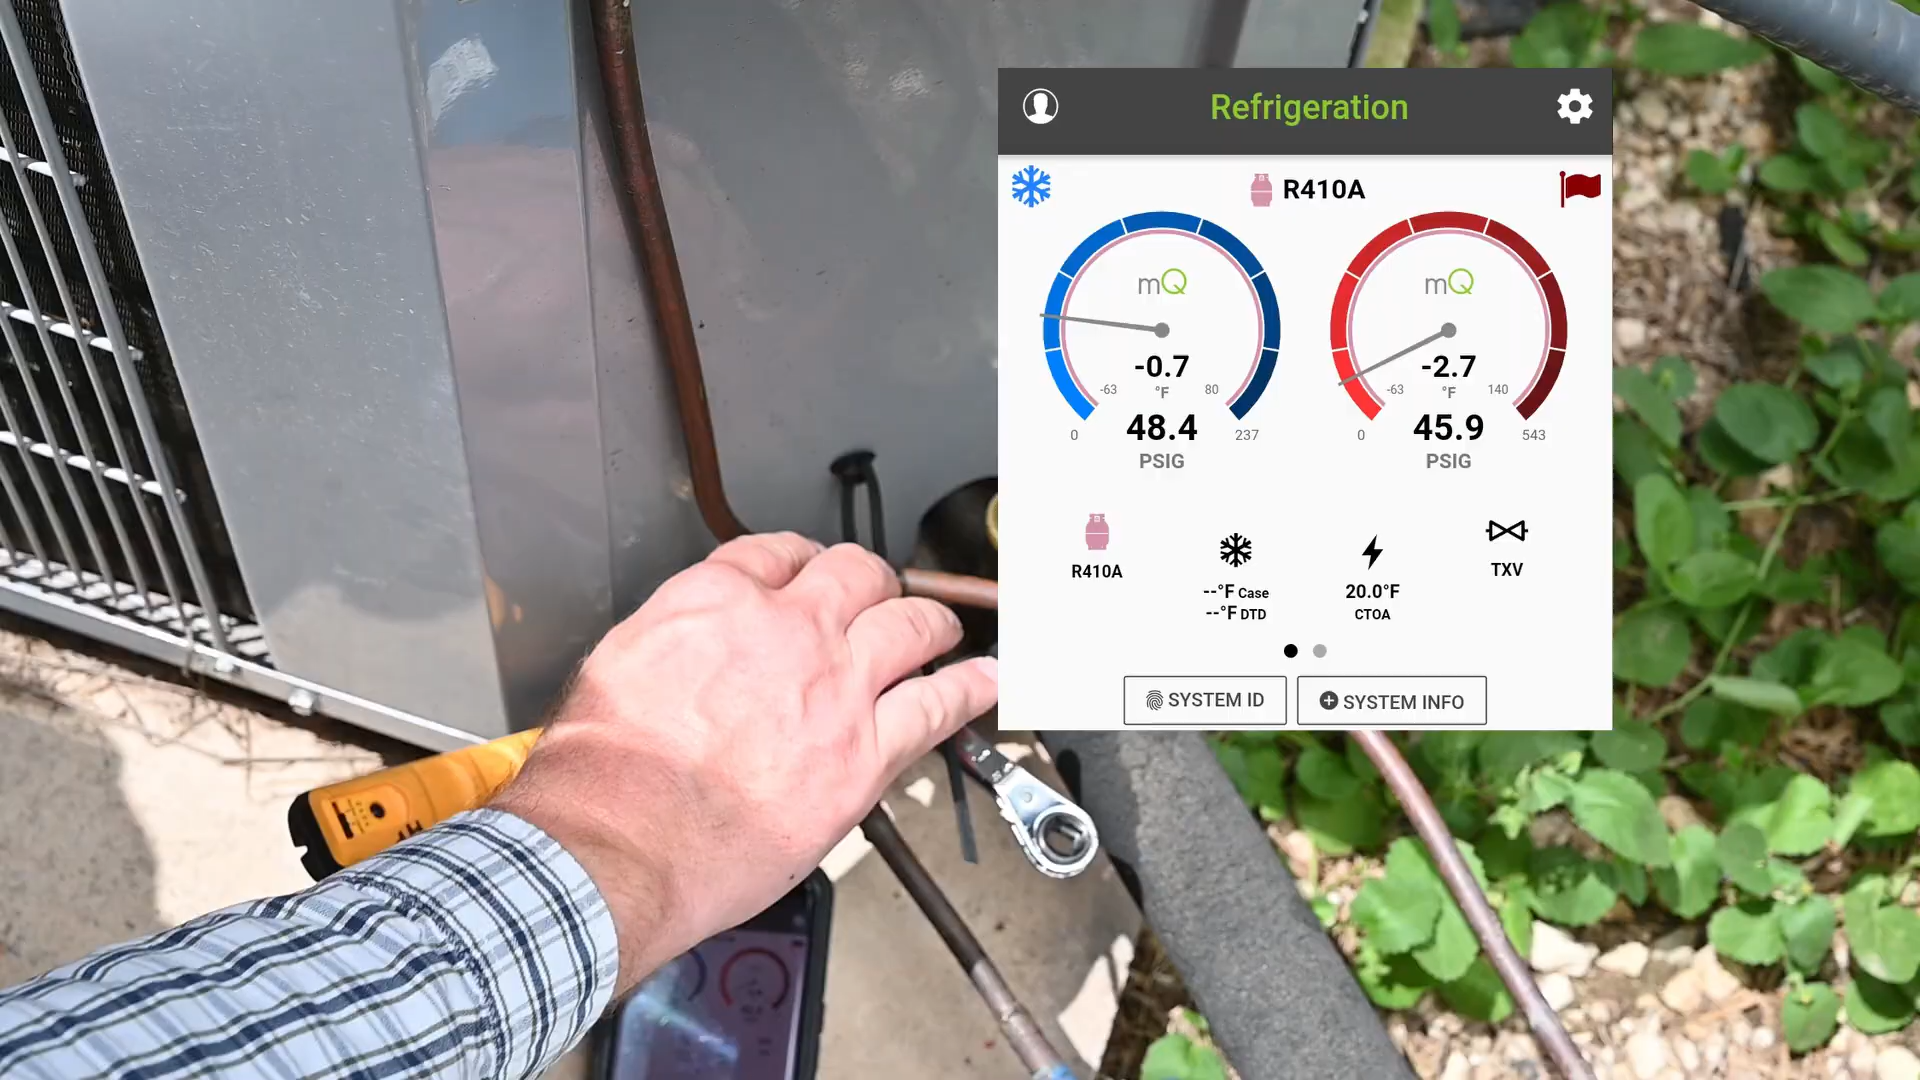 Refrigeration
R410A
mQ
-0.7
°F
-63
80
48.4
0
237
PSIG
mQ
-2.7
°F
-63
140
45.9
0
543
PSIG
R410A
--°F Case
--°F DTD
20.0°F
CTOA
TXV
SYSTEM ID
SYSTEM INFO